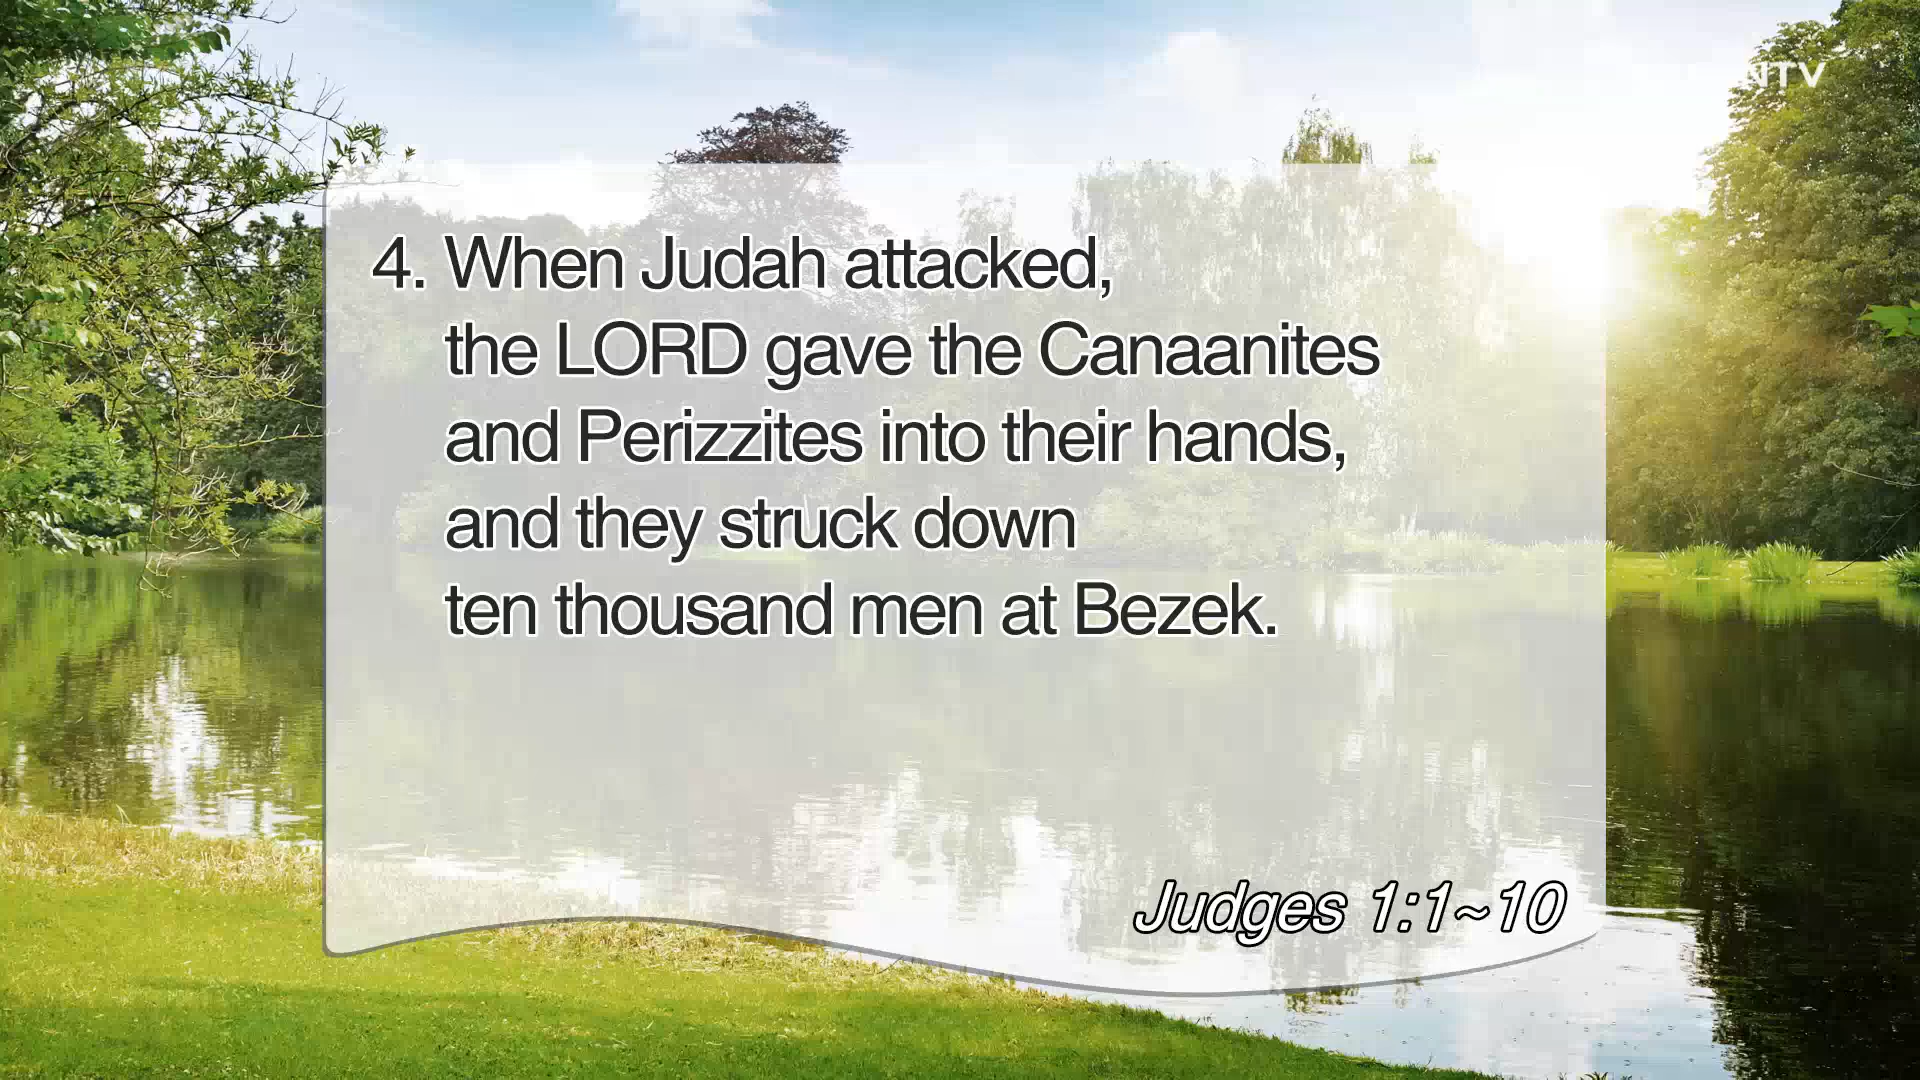 NTV
4. When Judah attacked,
the LORD gave the Canaanites
and Perizzites into their hands,
and they struck down
ten thousand men at Bezek.
Judges 1:1~10